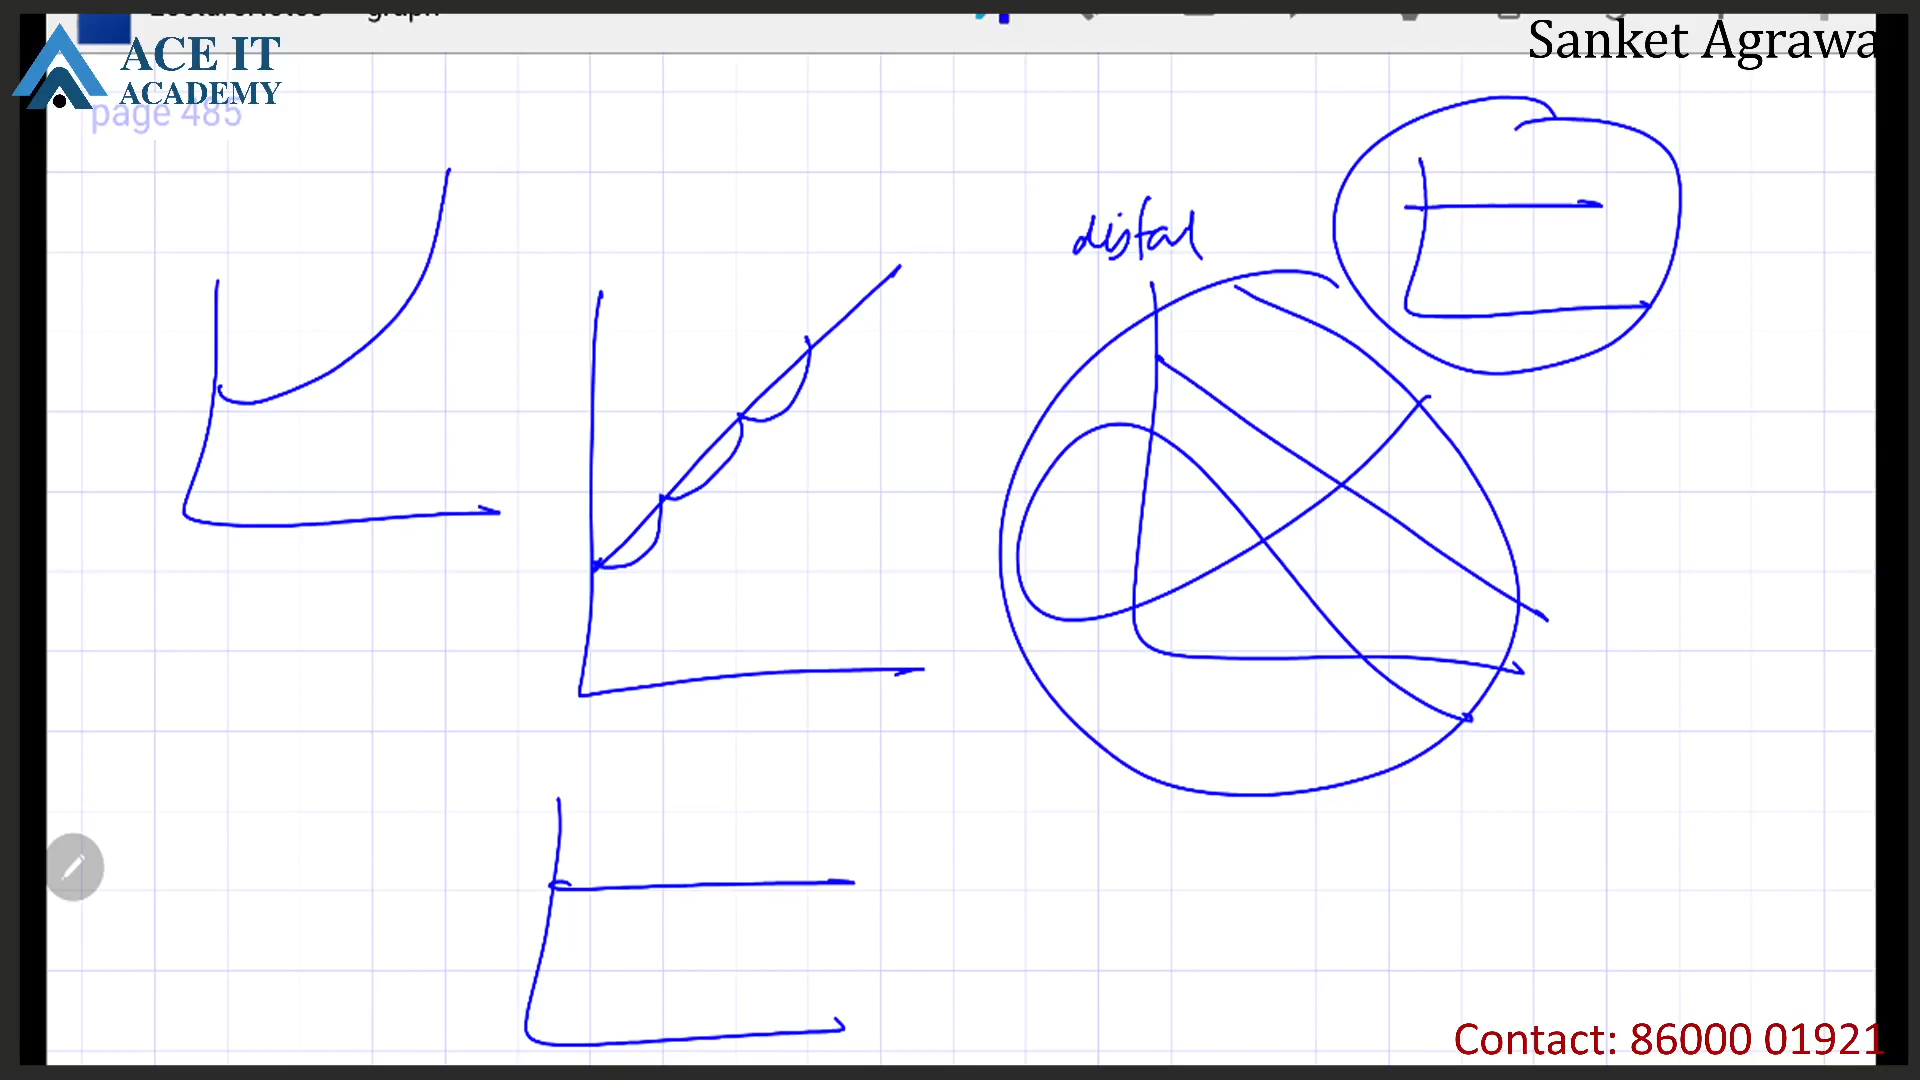 ACE IT
ACADEMY
Sanket Agrawa
page 485
distal
Contact: 86000 01921